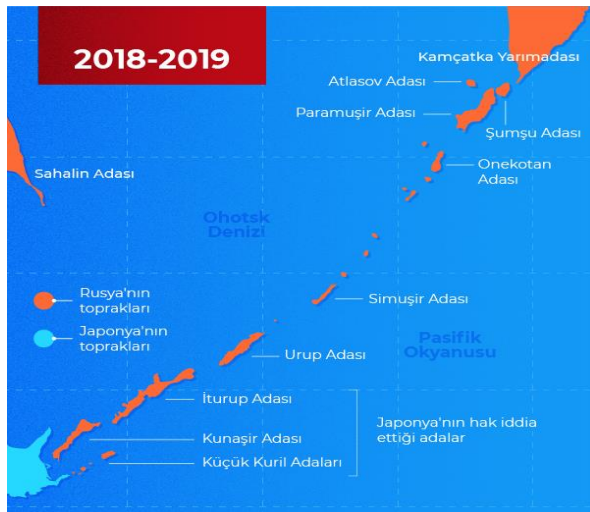 2018-2019
Kamçatka Yarımadası
Atlasov Adası
Paramuşir Adası
Şumşu Adası
Onekotan
Adası
Sahalin Adası
Ohotsk
Denizi
Rusya'nın
toprakları
Simuşir Adası
Japonya'nın
toprakları
Pasifik
Okyanusu
Urup Adası
İturup Adası
Japonya'nın hak iddia
ettiği adalar
Kunaşir Adası
Küçük Kuril Adaları